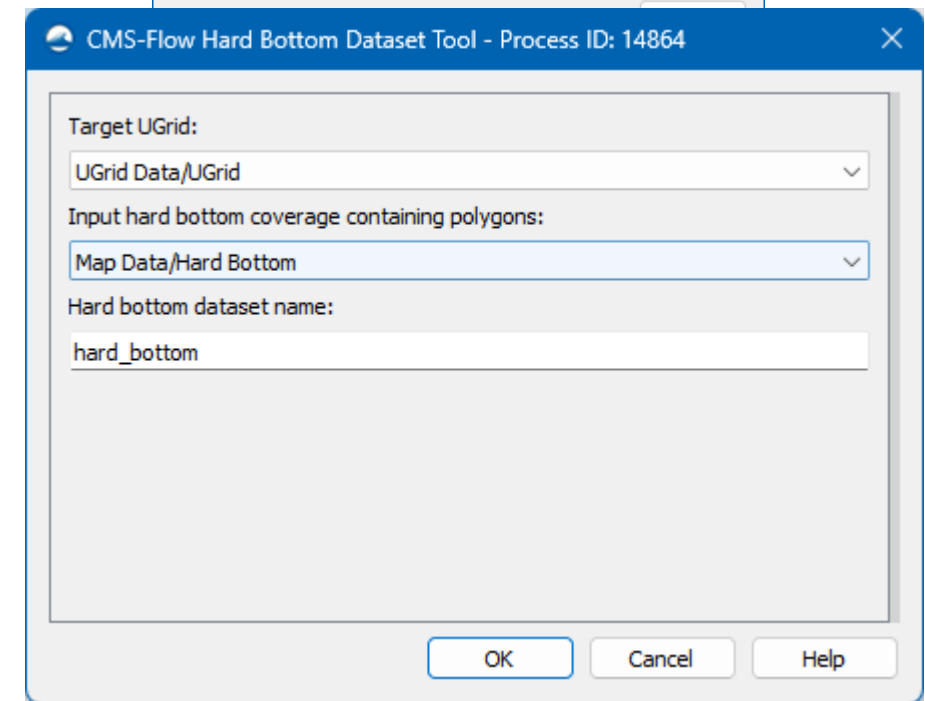 CMS-Flow Hard Bottom Dataset Tool - Process ID: 14864
Target UGrid:
UGrid Data/UGrid
Input hard bottom coverage containing polygons:
Map Data/Hard Bottom
Hard bottom dataset name:
hard_bottom
OK Cancel Help